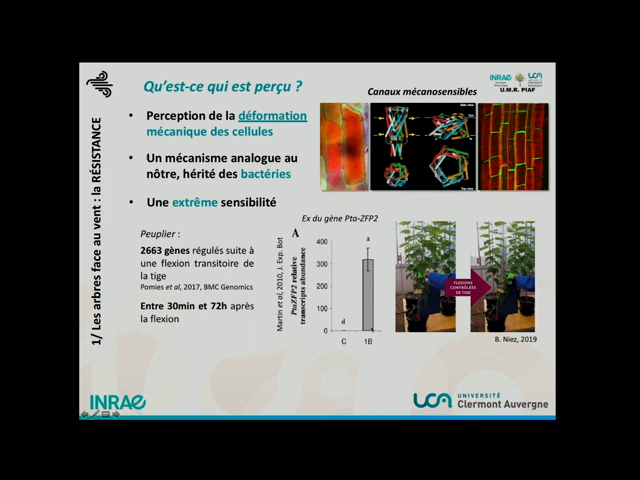 1/ Les arbres face au vent : la RÉSISTANCE
Qu'est-ce qui est perçu ?
• Perception de la déformation
mécanique des cellules
• Un mécanisme analogue au
nôtre, hérité des bactéries
• Une extrême sensibilité
Canaux mécanosensibles
INRAE
UCA
U.M.R. PIAF
Peuplier :
2663 gènes régulés suite à
une flexion transitoire de
la tige
Pomies et al, 2017, BMC Genomics
Entre 30min et 72h après
la flexion
Ex du gène Pta-ZFP2
Martin et al, 2010, J. Exp. Bot
A
PtaZFP2 relative
transcripts abundance
400
300
200
100
0
d
a
C
1B
FLEXIONS
CONTRÔLÉES
DE TIGE
B. Niez, 2019
INRAE
UCA
UNIVERSITÉ
Clermont Auvergne